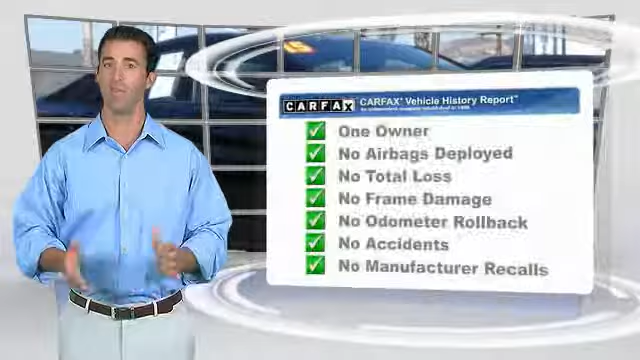 CARFAX CARFAX® Vehicle History Report™
One Owner
No Airbags Deployed
No Total Loss
No Frame Damage
No Odometer Rollback
No Accidents
No Manufacturer Recalls